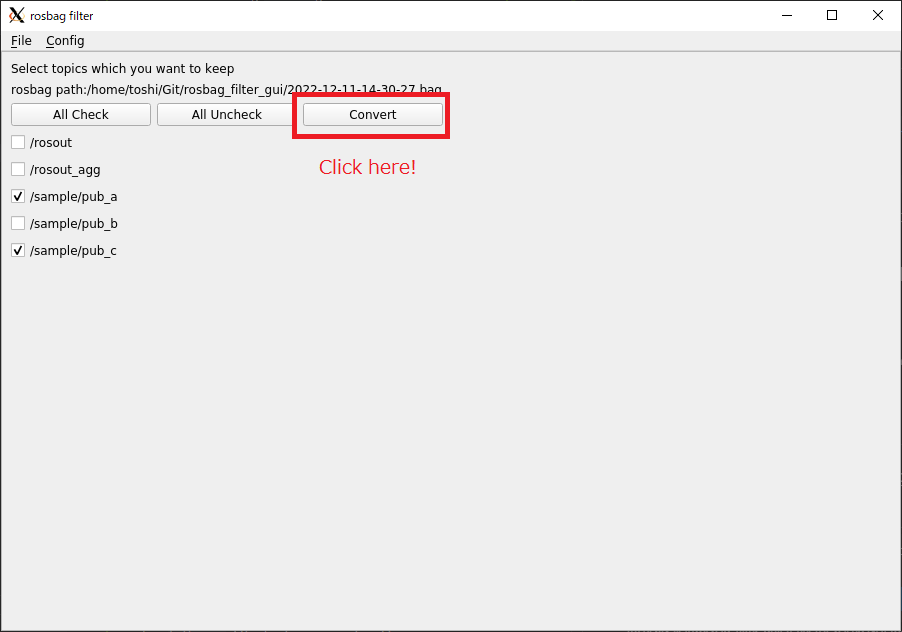 rosbag filter
File Config
Select topics which you want to keep
rosbag path:/home/toshi/Git/rosbag_filter_gui/2022-12-11-14-30-27.bag
All Check All Uncheck Convert
/rosout
Click here!
/rosout_agg
/sample/pub_a
/sample/pub_b
/sample/pub_c